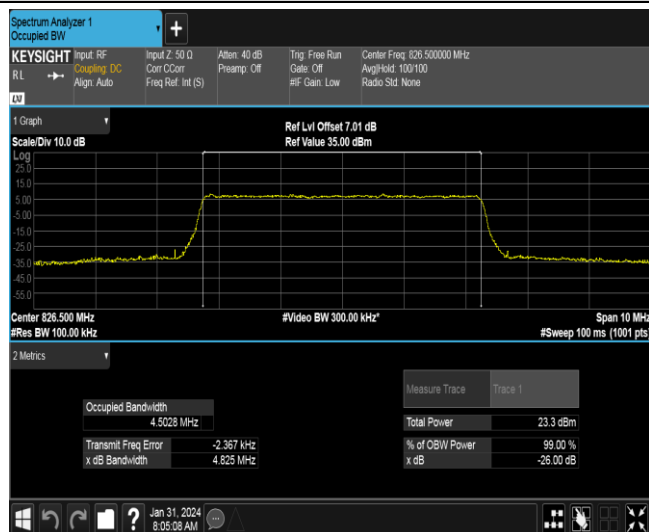 Spectrum Analyzer 1
Occupied BW
+
KEYSIGHT Input: RF Input Z: 50 Ω Atten: 40 dB Trig: Free Run Center Freq: 826.500000 MHz
RL Coupling: DC Corr CCorr Preamp: Off Gate: Off Avg|Hold: 100/100
Align: Auto Freq Ref: Int (S) #IF Gain: Low Radio Std: None
LXI
1 Graph
Ref Lvl Offset 7.01 dB
Scale/Div 10.0 dB Ref Value 35.00 dBm
Log
25.0
15.0
5.00
-5.00
-15.0
-25.0
-35.0
-45.0
-55.0
Center 826.500 MHz #Video BW 300.00 kHz* Span 10 MHz
#Res BW 100.00 kHz #Sweep 100 ms (1001 pts)
2 Metrics
Measure Trace Trace 1
Occupied Bandwidth
4.5028 MHz
Total Power 23.3 dBm
Transmit Freq Error -2.367 kHz % of OBW Power 99.00 %
x dB Bandwidth 4.825 MHz x dB -26.00 dB
? Jan 31, 2024
8:05:08 AM